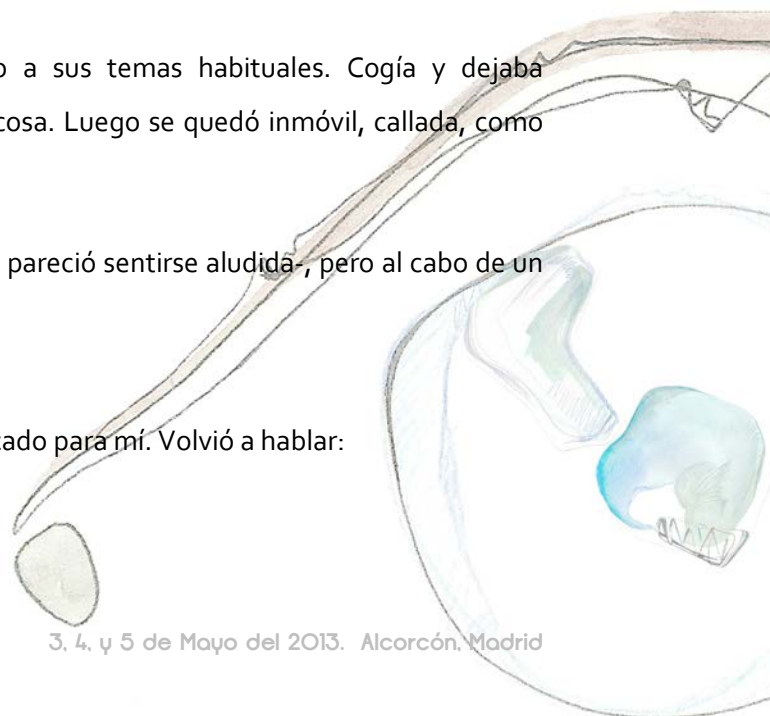 a sus temas habituales. Cogía y dejaba
cosa. Luego se quedó inmóvil, callada, como
pareció sentirse aludida-, pero al cabo de un
para mí. Volvió a hablar:
3, 4, y 5 de Mayo del 2013. Alcorcón, Madrid